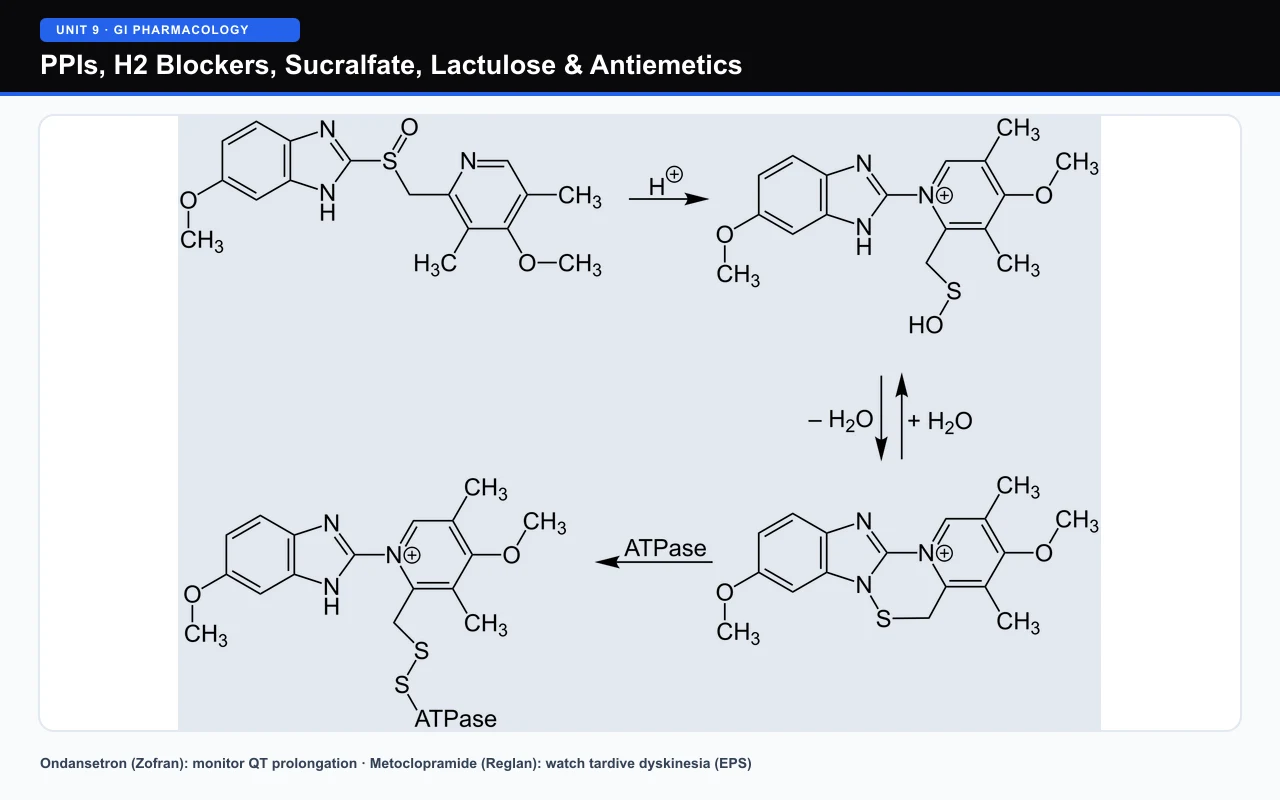 UNIT 9 · GI PHARMACOLOGY
PPIs, H2 Blockers, Sucralfate, Lactulose & Antiemetics
N
N
H
O
CH3
S
O
N
CH3
H3C
O—CH3
H⊕
N
N
H
O
CH3
N⊕
CH3
CH3
O
CH3
S
HO
– H2O
+ H2O
N
N
H
O
CH3
N⊕
CH3
CH3
O
CH3
S
S
ATPase
ATPase
N
N
O
CH3
S
N⊕
CH3
CH3
O
CH3
Ondansetron (Zofran): monitor QT prolongation · Metoclopramide (Reglan): watch tardive dyskinesia (EPS)